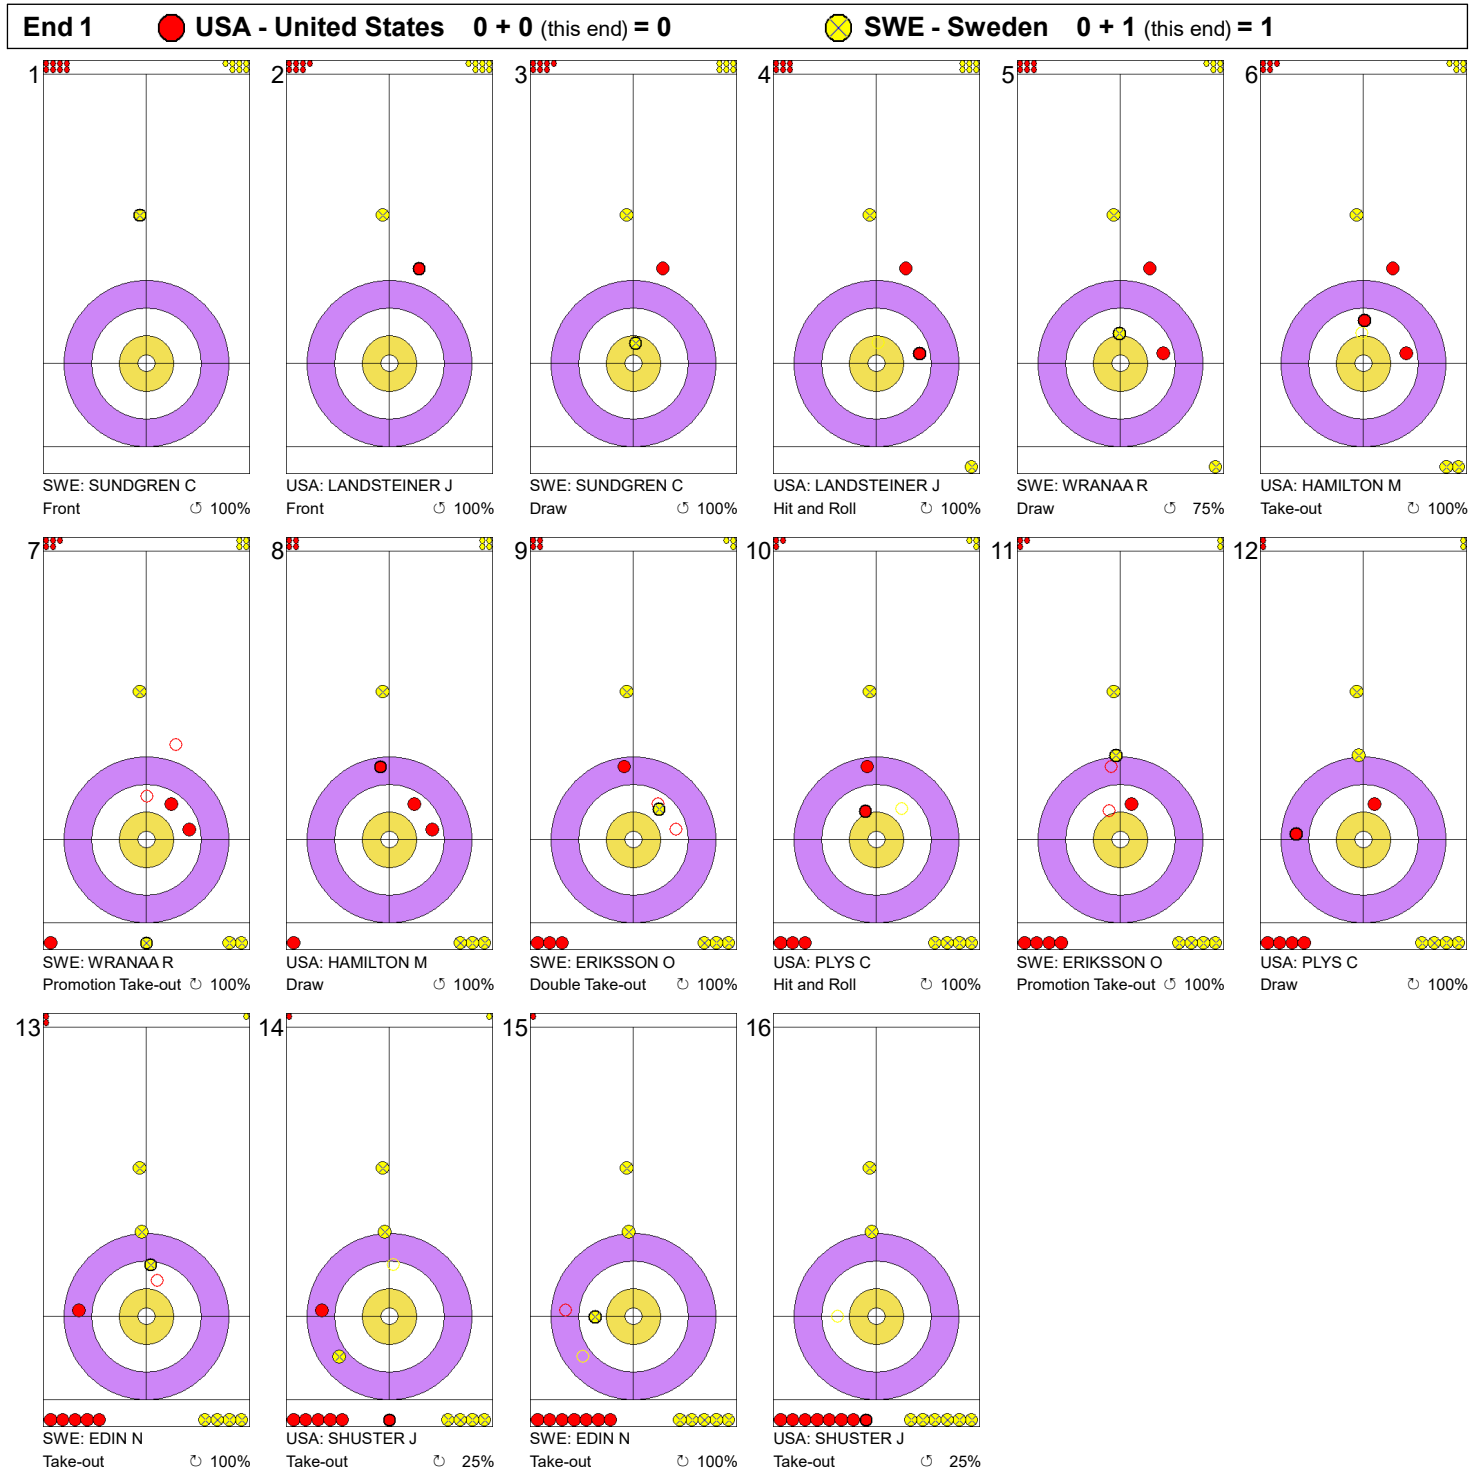 End 1 USA - United States 0 + 0 (this end) = 0 SWE - Sweden 0 + 1 (this end) = 1
1 2 3 4 5 6
SWE: SUNDGREN C USA: LANDSTEINER J SWE: SUNDGREN C USA: LANDSTEINER J SWE: WRANAA R USA: HAMILTON M
Front ↺ 100% Front ↺ 100% Draw ↻ 100% Hit and Roll ↻ 100% Draw ↺ 75% Take-out ↻ 100%
7 8 9 10 11 12
SWE: WRANAA R USA: HAMILTON M SWE: ERIKSSON O USA: PLYS C SWE: ERIKSSON O USA: PLYS C
Promotion Take-out ↻ 100% Draw ↻ 100% Double Take-out ↻ 100% Hit and Roll ↻ 100% Promotion Take-out ↺ 100% Draw ↻ 100%
13 14 15 16
SWE: EDIN N USA: SHUSTER J SWE: EDIN N USA: SHUSTER J
Take-out ↻ 100% Take-out ↻ 25% Take-out ↻ 100% Take-out ↺ 25%